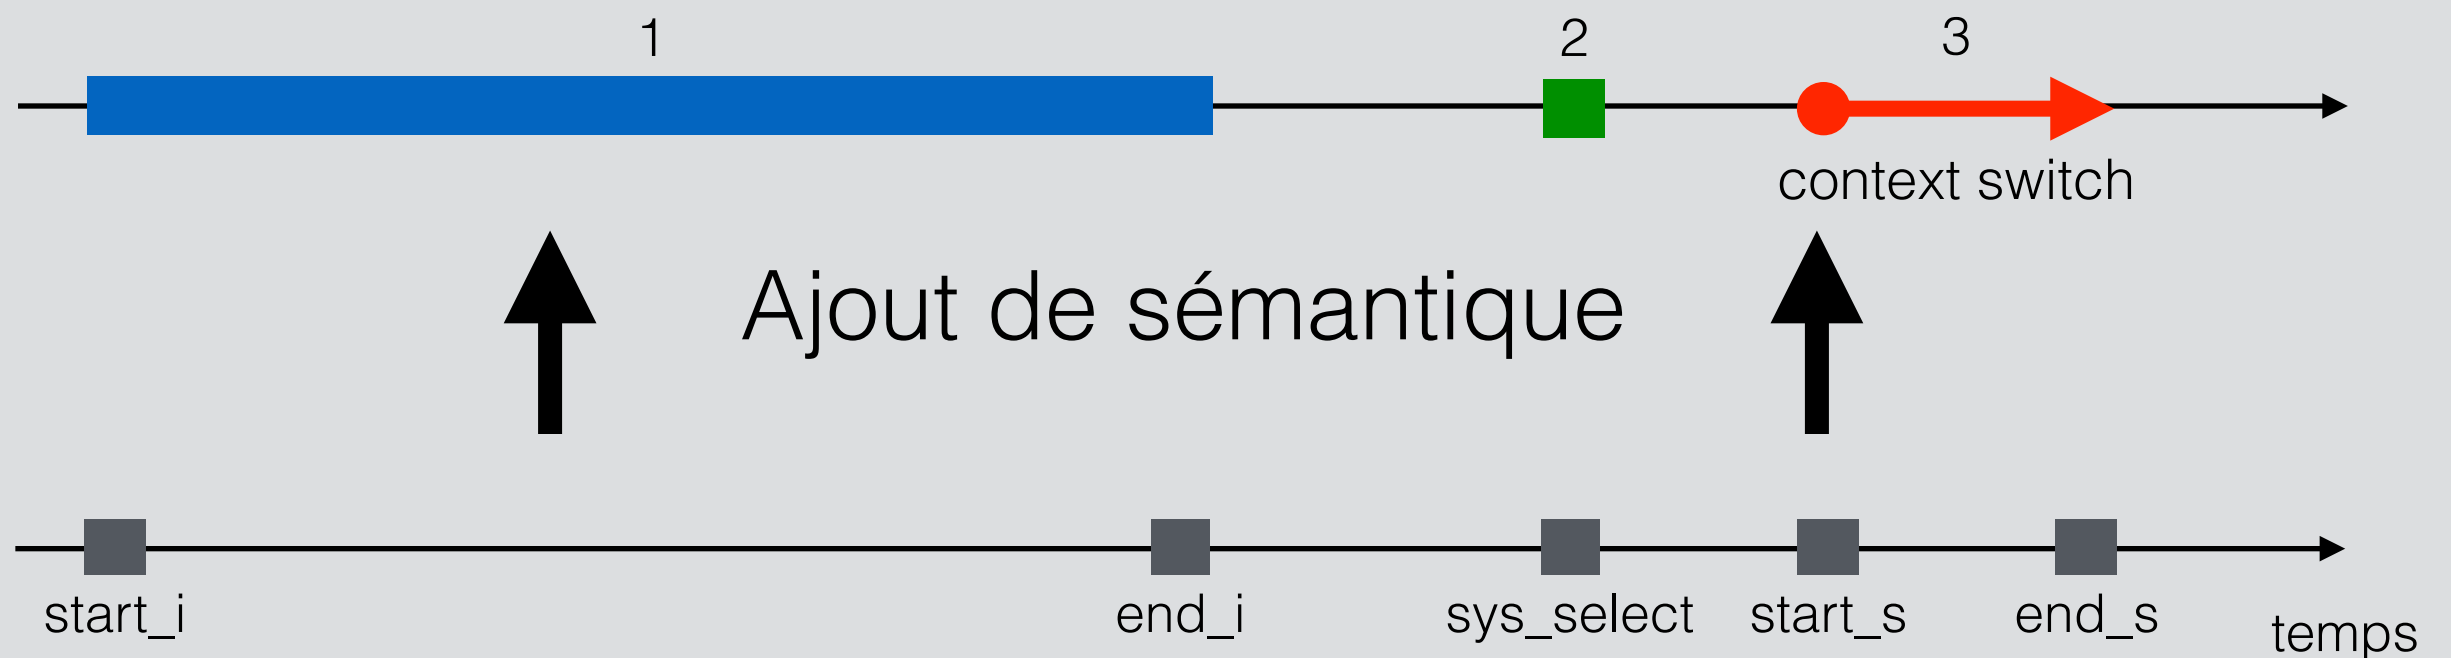 1 2 3
context switch
Ajout de sémantique
start_i end_i sys_select start_s end_s temps